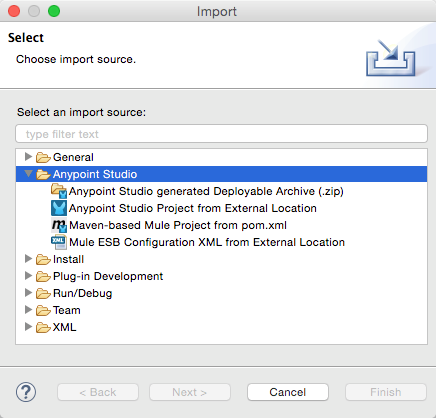 Import
Select
Choose import source.
Select an import source:
type filter text
General
Anypoint Studio
Anypoint Studio generated Deployable Archive (.zip)
Anypoint Studio Project from External Location
m Maven-based Mule Project from pom.xml
XML Mule ESB Configuration XML from External Location
Install
Plug-in Development
Run/Debug
Team
XML
? < Back Next > Cancel Finish